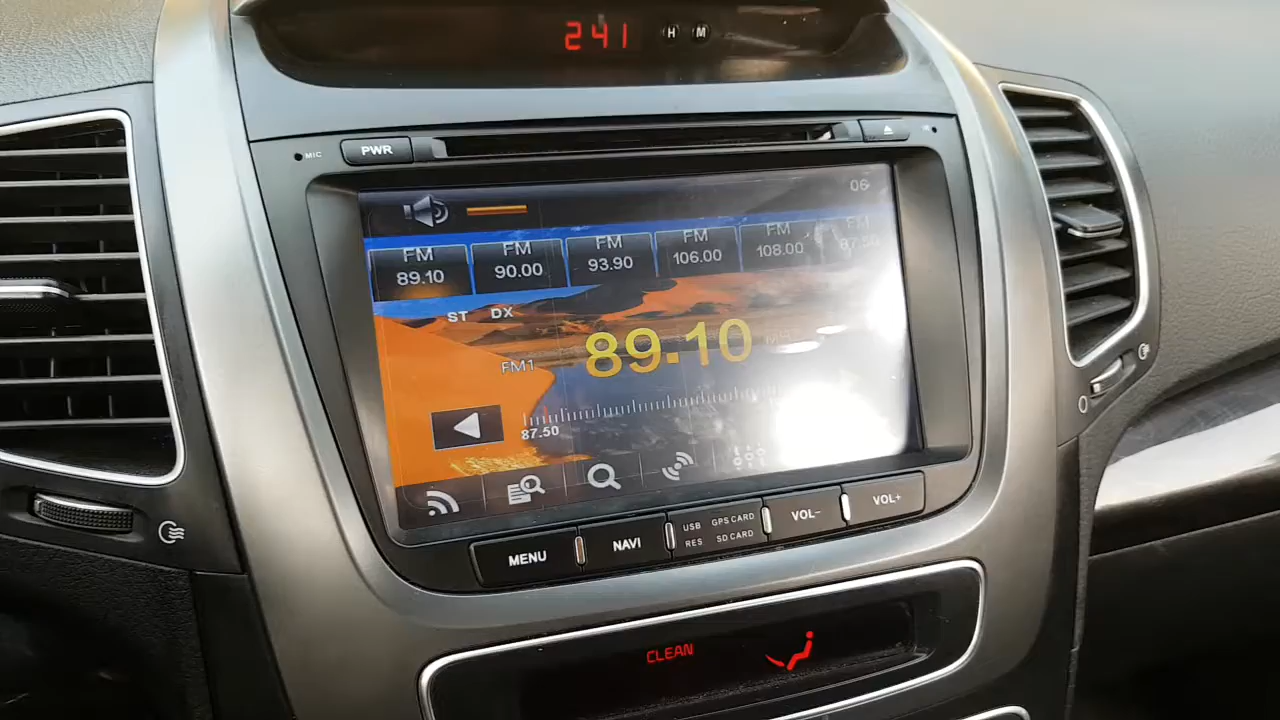 241 H M
MIC PWR
06
FM FM FM FM FM FM
89.10 90.00 93.90 106.00 108.00 87.50
ST DX
FM1 89.10
87.50
MENU NAVI USB GPS CARD VOL- VOL+
RES SD CARD
0
CLEAN